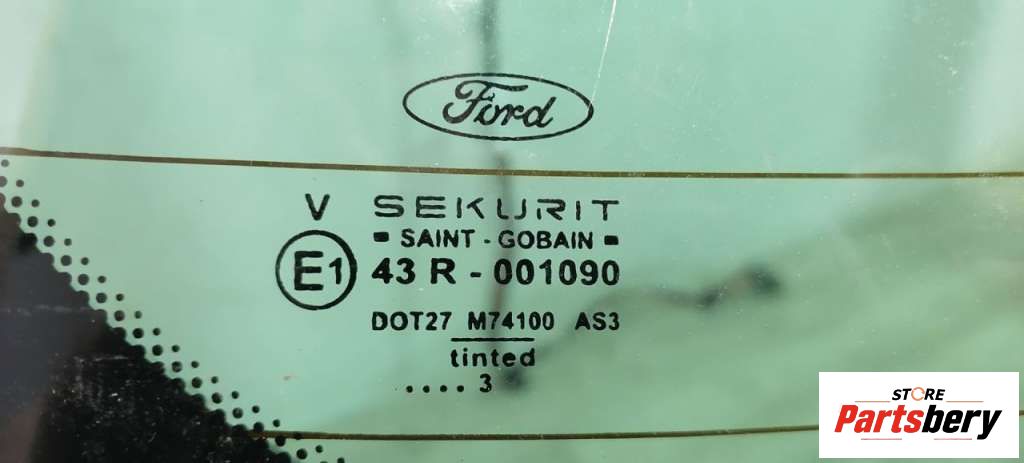 Ford
V SEKURIT
SAINT - GOBAIN
E1 43 R - 001090
DOT27 M74100 AS3
tinted
....3
STORE
Partsbery